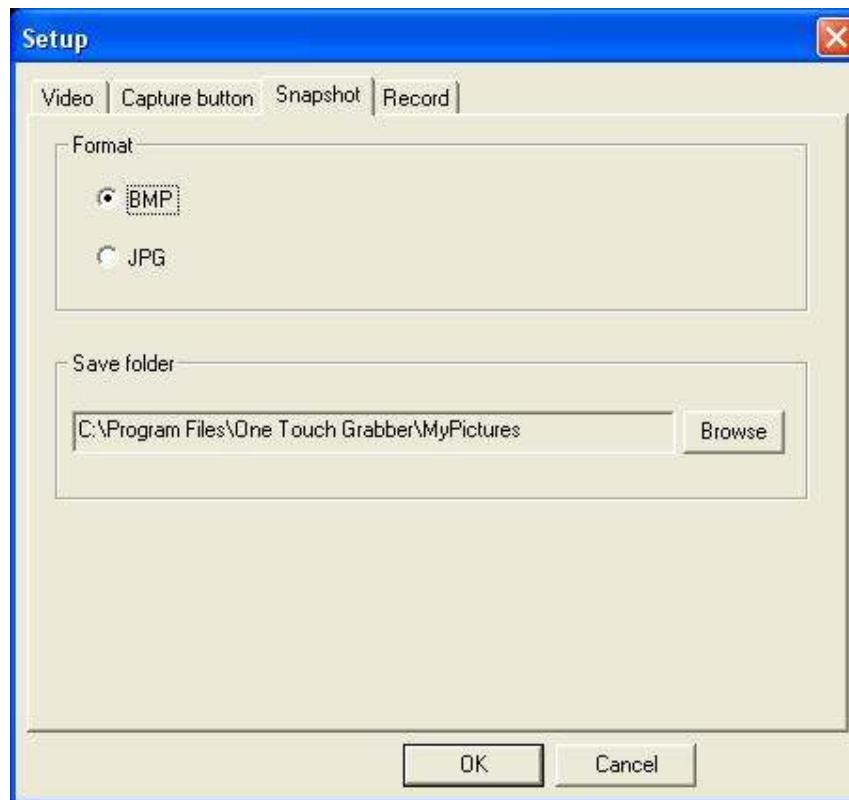 Setup
Video Capture button Snapshot Record
Format
BMP
JPG
Save folder
C:\Program Files\One Touch Grabber\MyPictures Browse
OK Cancel